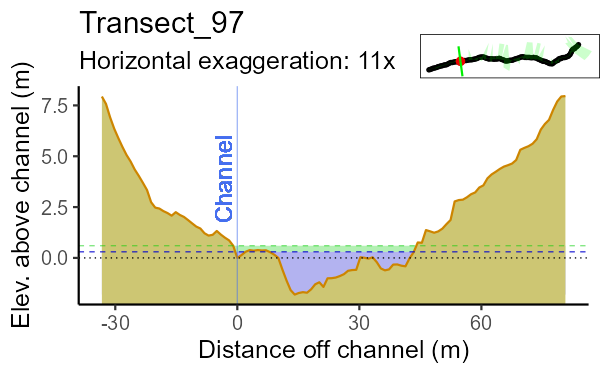 Transect_97
Horizontal exaggeration: 11x
Elev. above channel (m)
7.5
5.0
2.5
0.0
Channel
-30
0
30
60
Distance off channel (m)